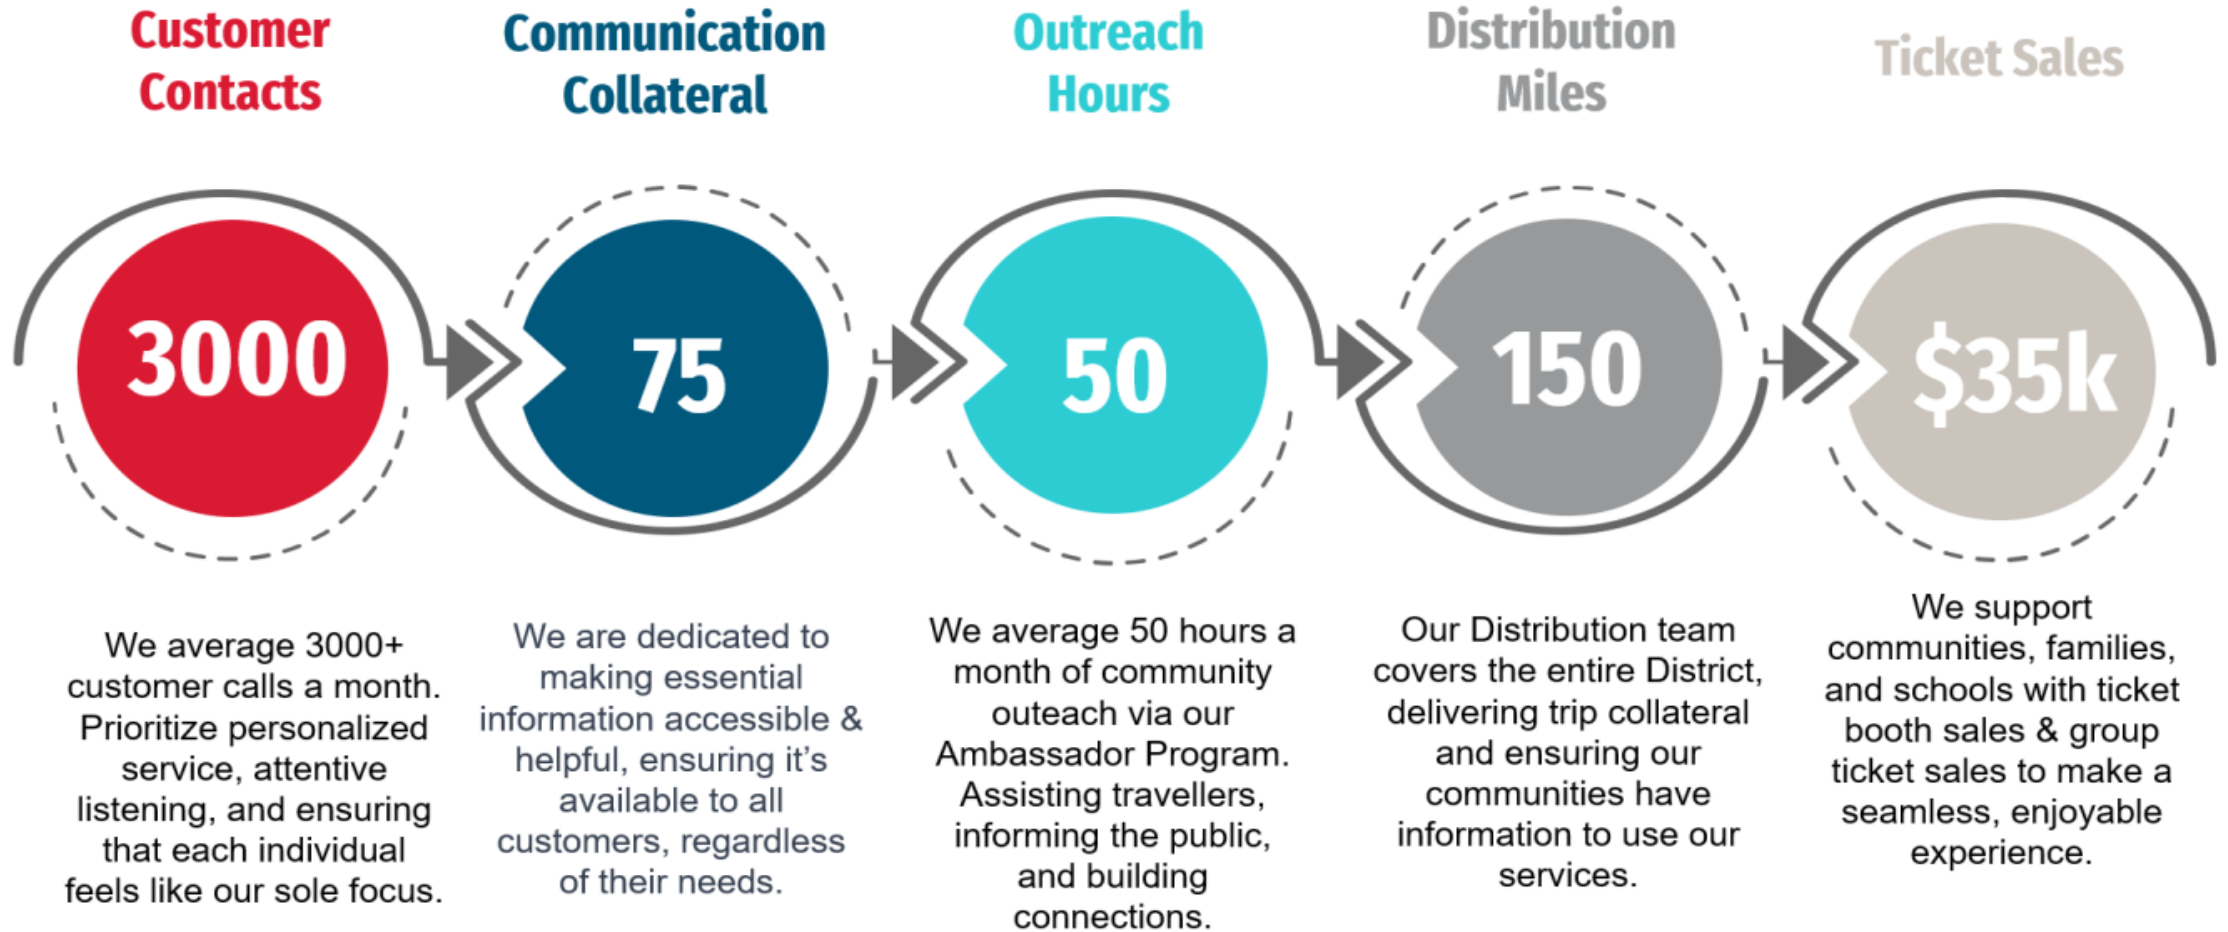 Customer
Contacts
3000
We average 3000+
customer calls a month.
Prioritize personalized
service, attentive
listening, and ensuring
that each individual
feels like our sole focus.
Communication
Collateral
75
We are dedicated to
making essential
information accessible &
helpful, ensuring it's
available to all
customers, regardless
of their needs.
Outreach
Hours
50
We average 50 hours a
month of community
outeach via our
Ambassador Program.
Assisting travellers,
informing the public,
and building
connections.
Distribution
Miles
150
Our Distribution team
covers the entire District,
delivering trip collateral
and ensuring our
communities have
information to use our
services.
Ticket Sales
$35k
We support
communities, families,
and schools with ticket
booth sales & group
ticket sales to make a
seamless, enjoyable
experience.